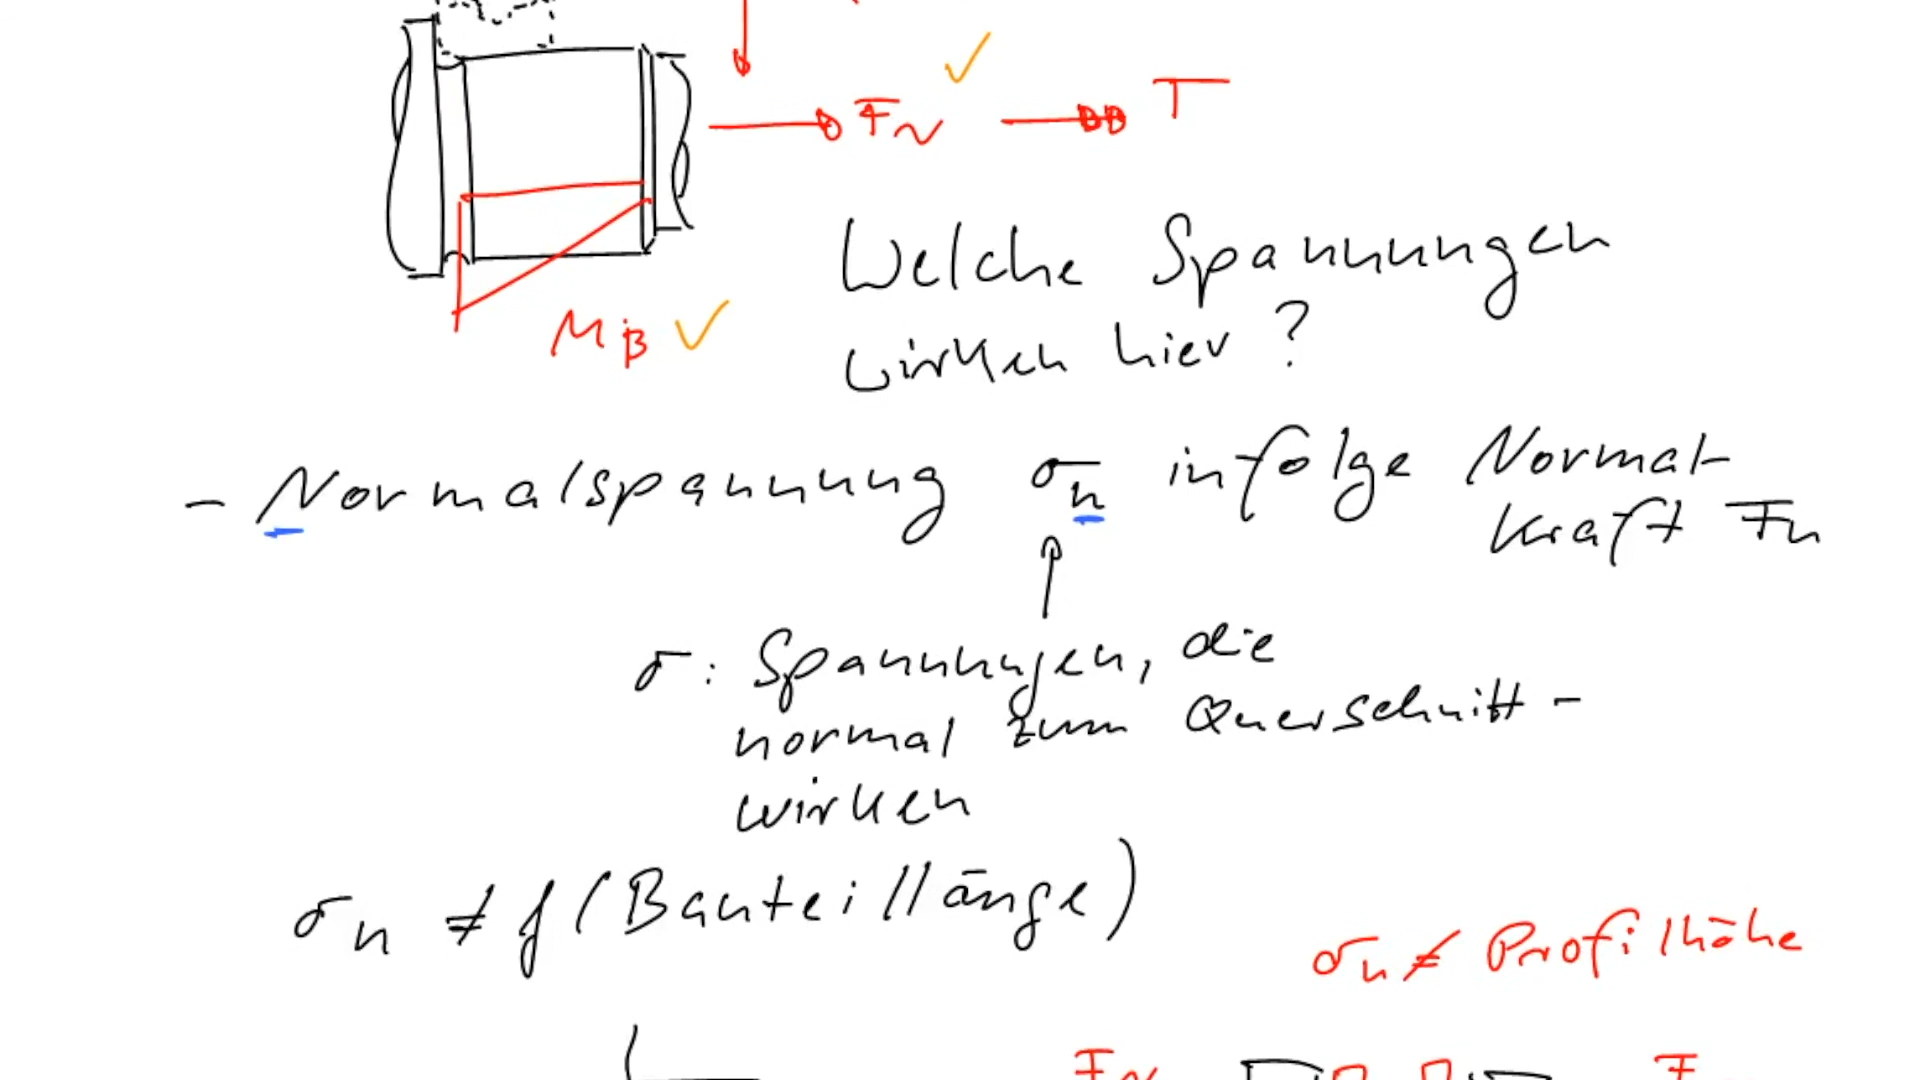 F_N ✓ T
M_B ✓
Welche Spannungen
wirken hier ?
- Normalspannung σ_n infolge Normal-
kraft F_n
σ : Spannungen, die
normal zum Querschnitt -
wirken
σ_n ≠ f (Bauteillänge)
σ_n ≠ Profilhöhe
F_N